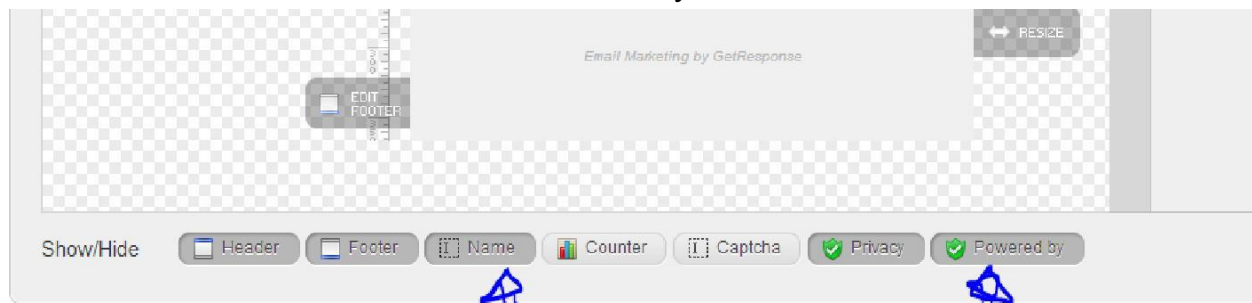 RESIZE
Email Marketing by GetResponse
EDIT
FOOTER
Show/Hide Header Footer Name Counter Captcha Privacy Powered by